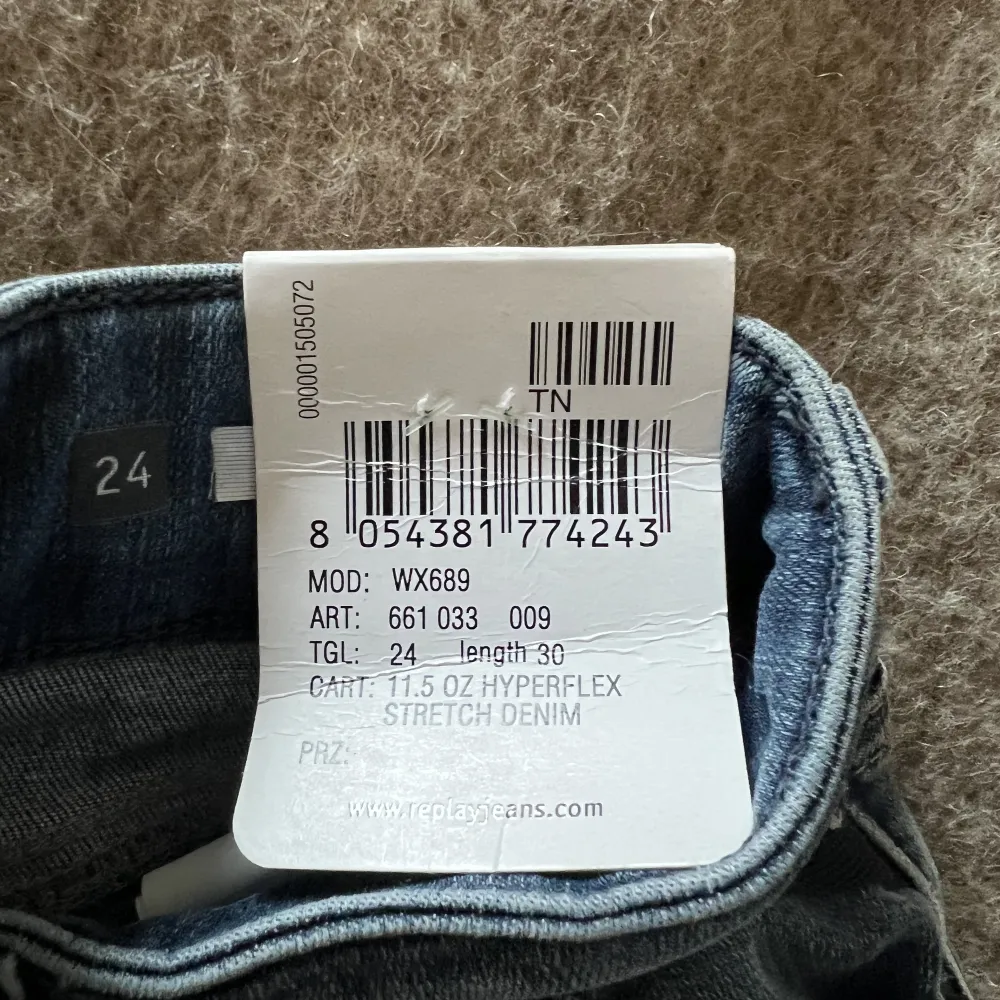 000001505072
TN
8 054381 774243
24
MOD: WX689
ART: 661 033 009
TGL: 24 length 30
CART: 11.5 OZ HYPERFLEX
STRETCH DENIM
PRZ:
www.replayjeans.com